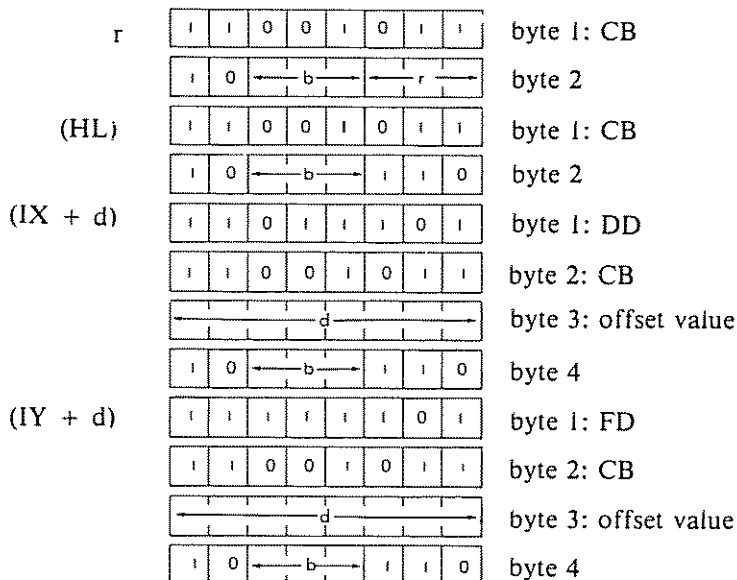 r 1 1 0 0 1 0 1 1 byte 1: CB
1 0 b r byte 2
(HL) 1 1 0 0 1 0 1 1 byte 1: CB
1 0 b 1 1 0 byte 2
(IX + d) 1 1 0 1 1 1 0 1 byte 1: DD
1 1 0 0 1 0 1 1 byte 2: CB
d byte 3: offset value
1 0 b 1 1 0 byte 4
(IY + d) 1 1 1 1 1 1 0 1 byte 1: FD
1 1 0 0 1 0 1 1 byte 2: CB
d byte 3: offset value
1 0 b 1 1 0 byte 4